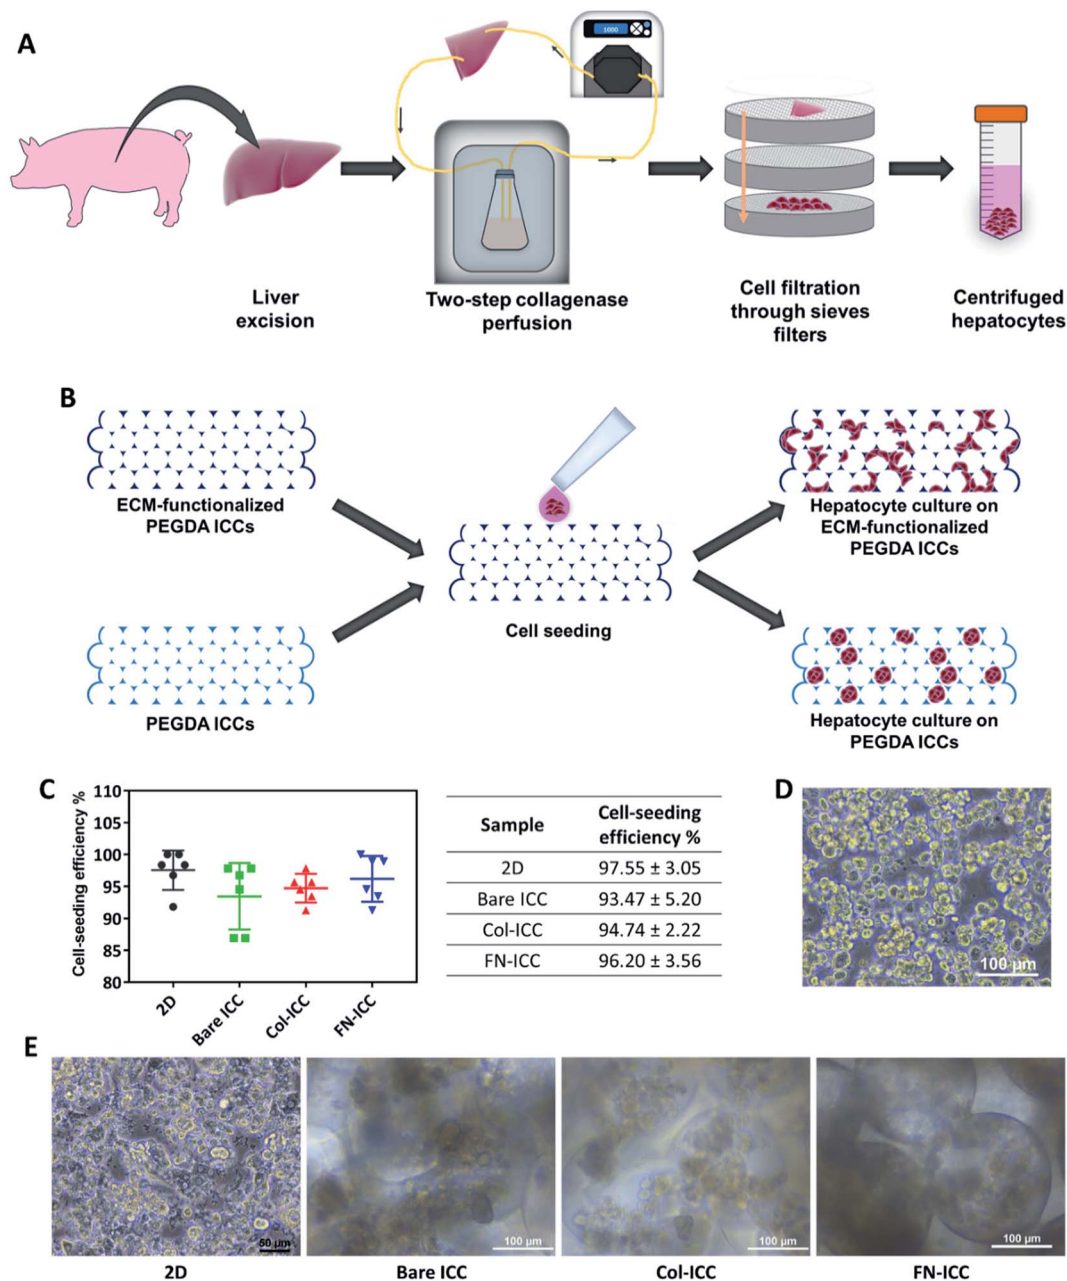 A
1000
Liver
excision
Two-step collagenase
perfusion
Cell filtration
through sieves
filters
Centrifuged
hepatocytes
B
ECM-functionalized
PEGDA ICCs
PEGDA ICCs
Cell seeding
Hepatocyte culture on
ECM-functionalized
PEGDA ICCs
Hepatocyte culture on
PEGDA ICCs
C
Cell-seeding efficiency %
110
105
100
95
90
85
80
2D
Bare ICC
Col-ICC
FN-ICC
Sample
Cell-seeding
efficiency %
2D 97.55 ± 3.05
Bare ICC 93.47 ± 5.20
Col-ICC 94.74 ± 2.22
FN-ICC 96.20 ± 3.56
D
100 μm
E
50 μm
100 μm
100 μm
100 μm
2D
Bare ICC
Col-ICC
FN-ICC